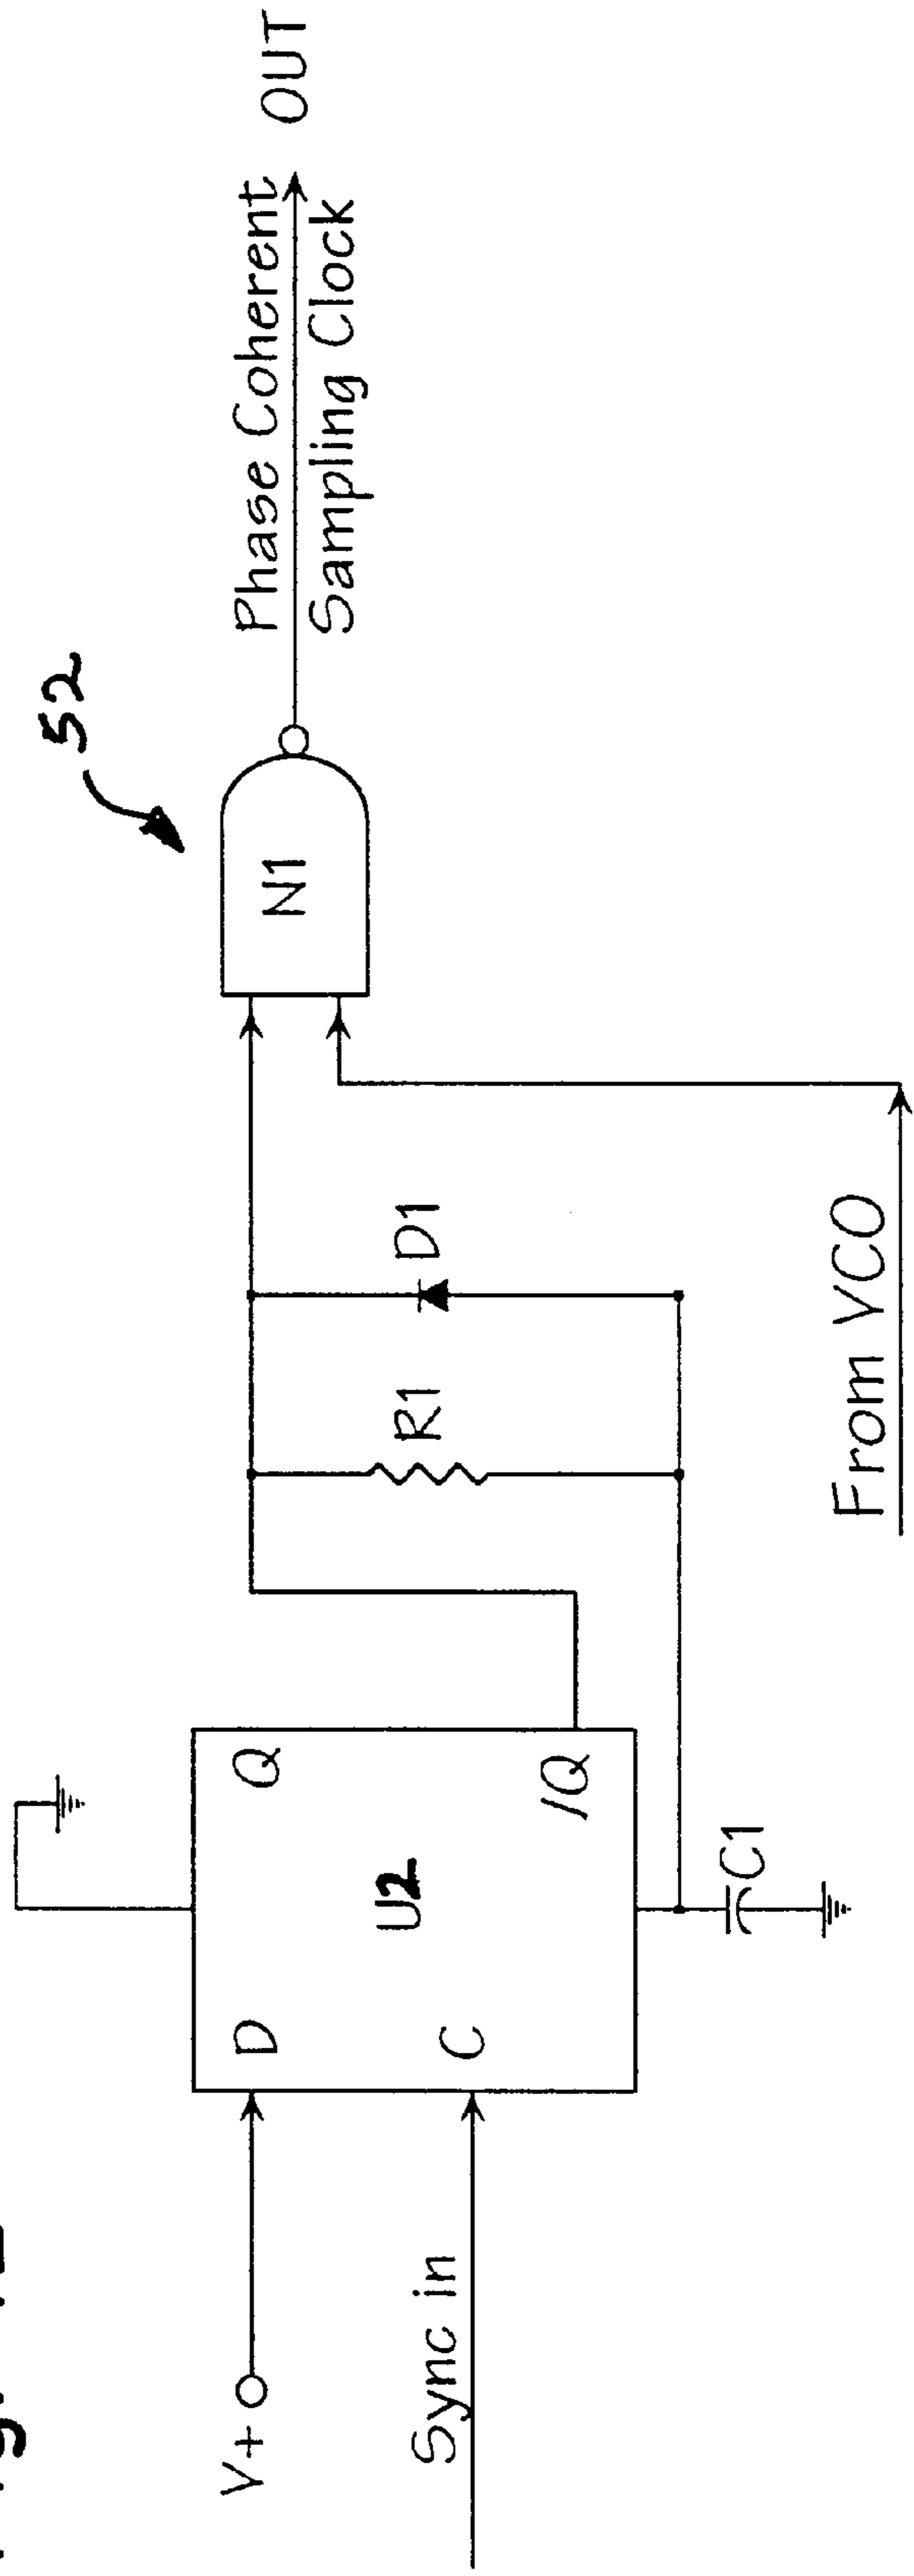 52
Phase Coherent
OUT
Sampling Clock
N1
D1
R1
From VCO
Q
/Q
U2
D
C
C1
V+
Sync in